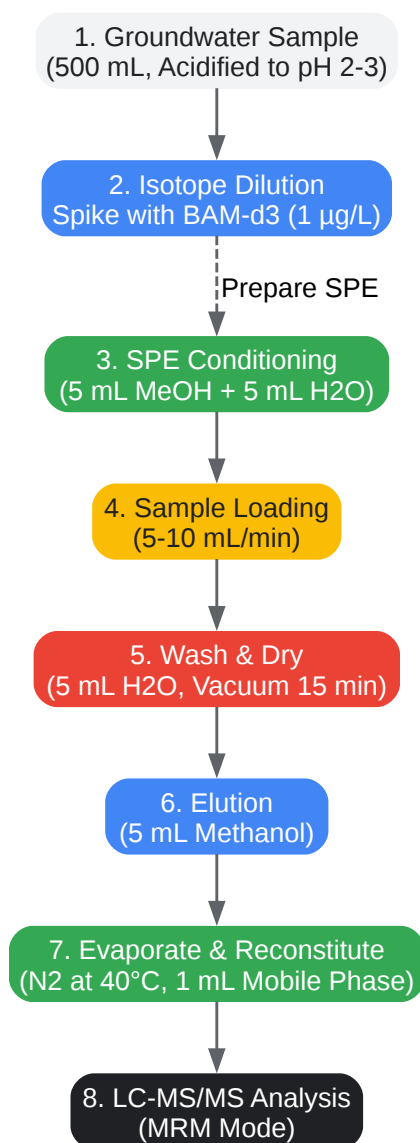 1. Groundwater Sample
(500 mL, Acidified to pH 2-3)
2. Isotope Dilution
Spike with BAM-d3 (1 µg/L)
Prepare SPE
3. SPE Conditioning
(5 mL MeOH + 5 mL H2O)
4. Sample Loading
(5-10 mL/min)
5. Wash & Dry
(5 mL H2O, Vacuum 15 min)
6. Elution
(5 mL Methanol)
7. Evaporate & Reconstitute
(N2 at 40°C, 1 mL Mobile Phase)
8. LC-MS/MS Analysis
(MRM Mode)